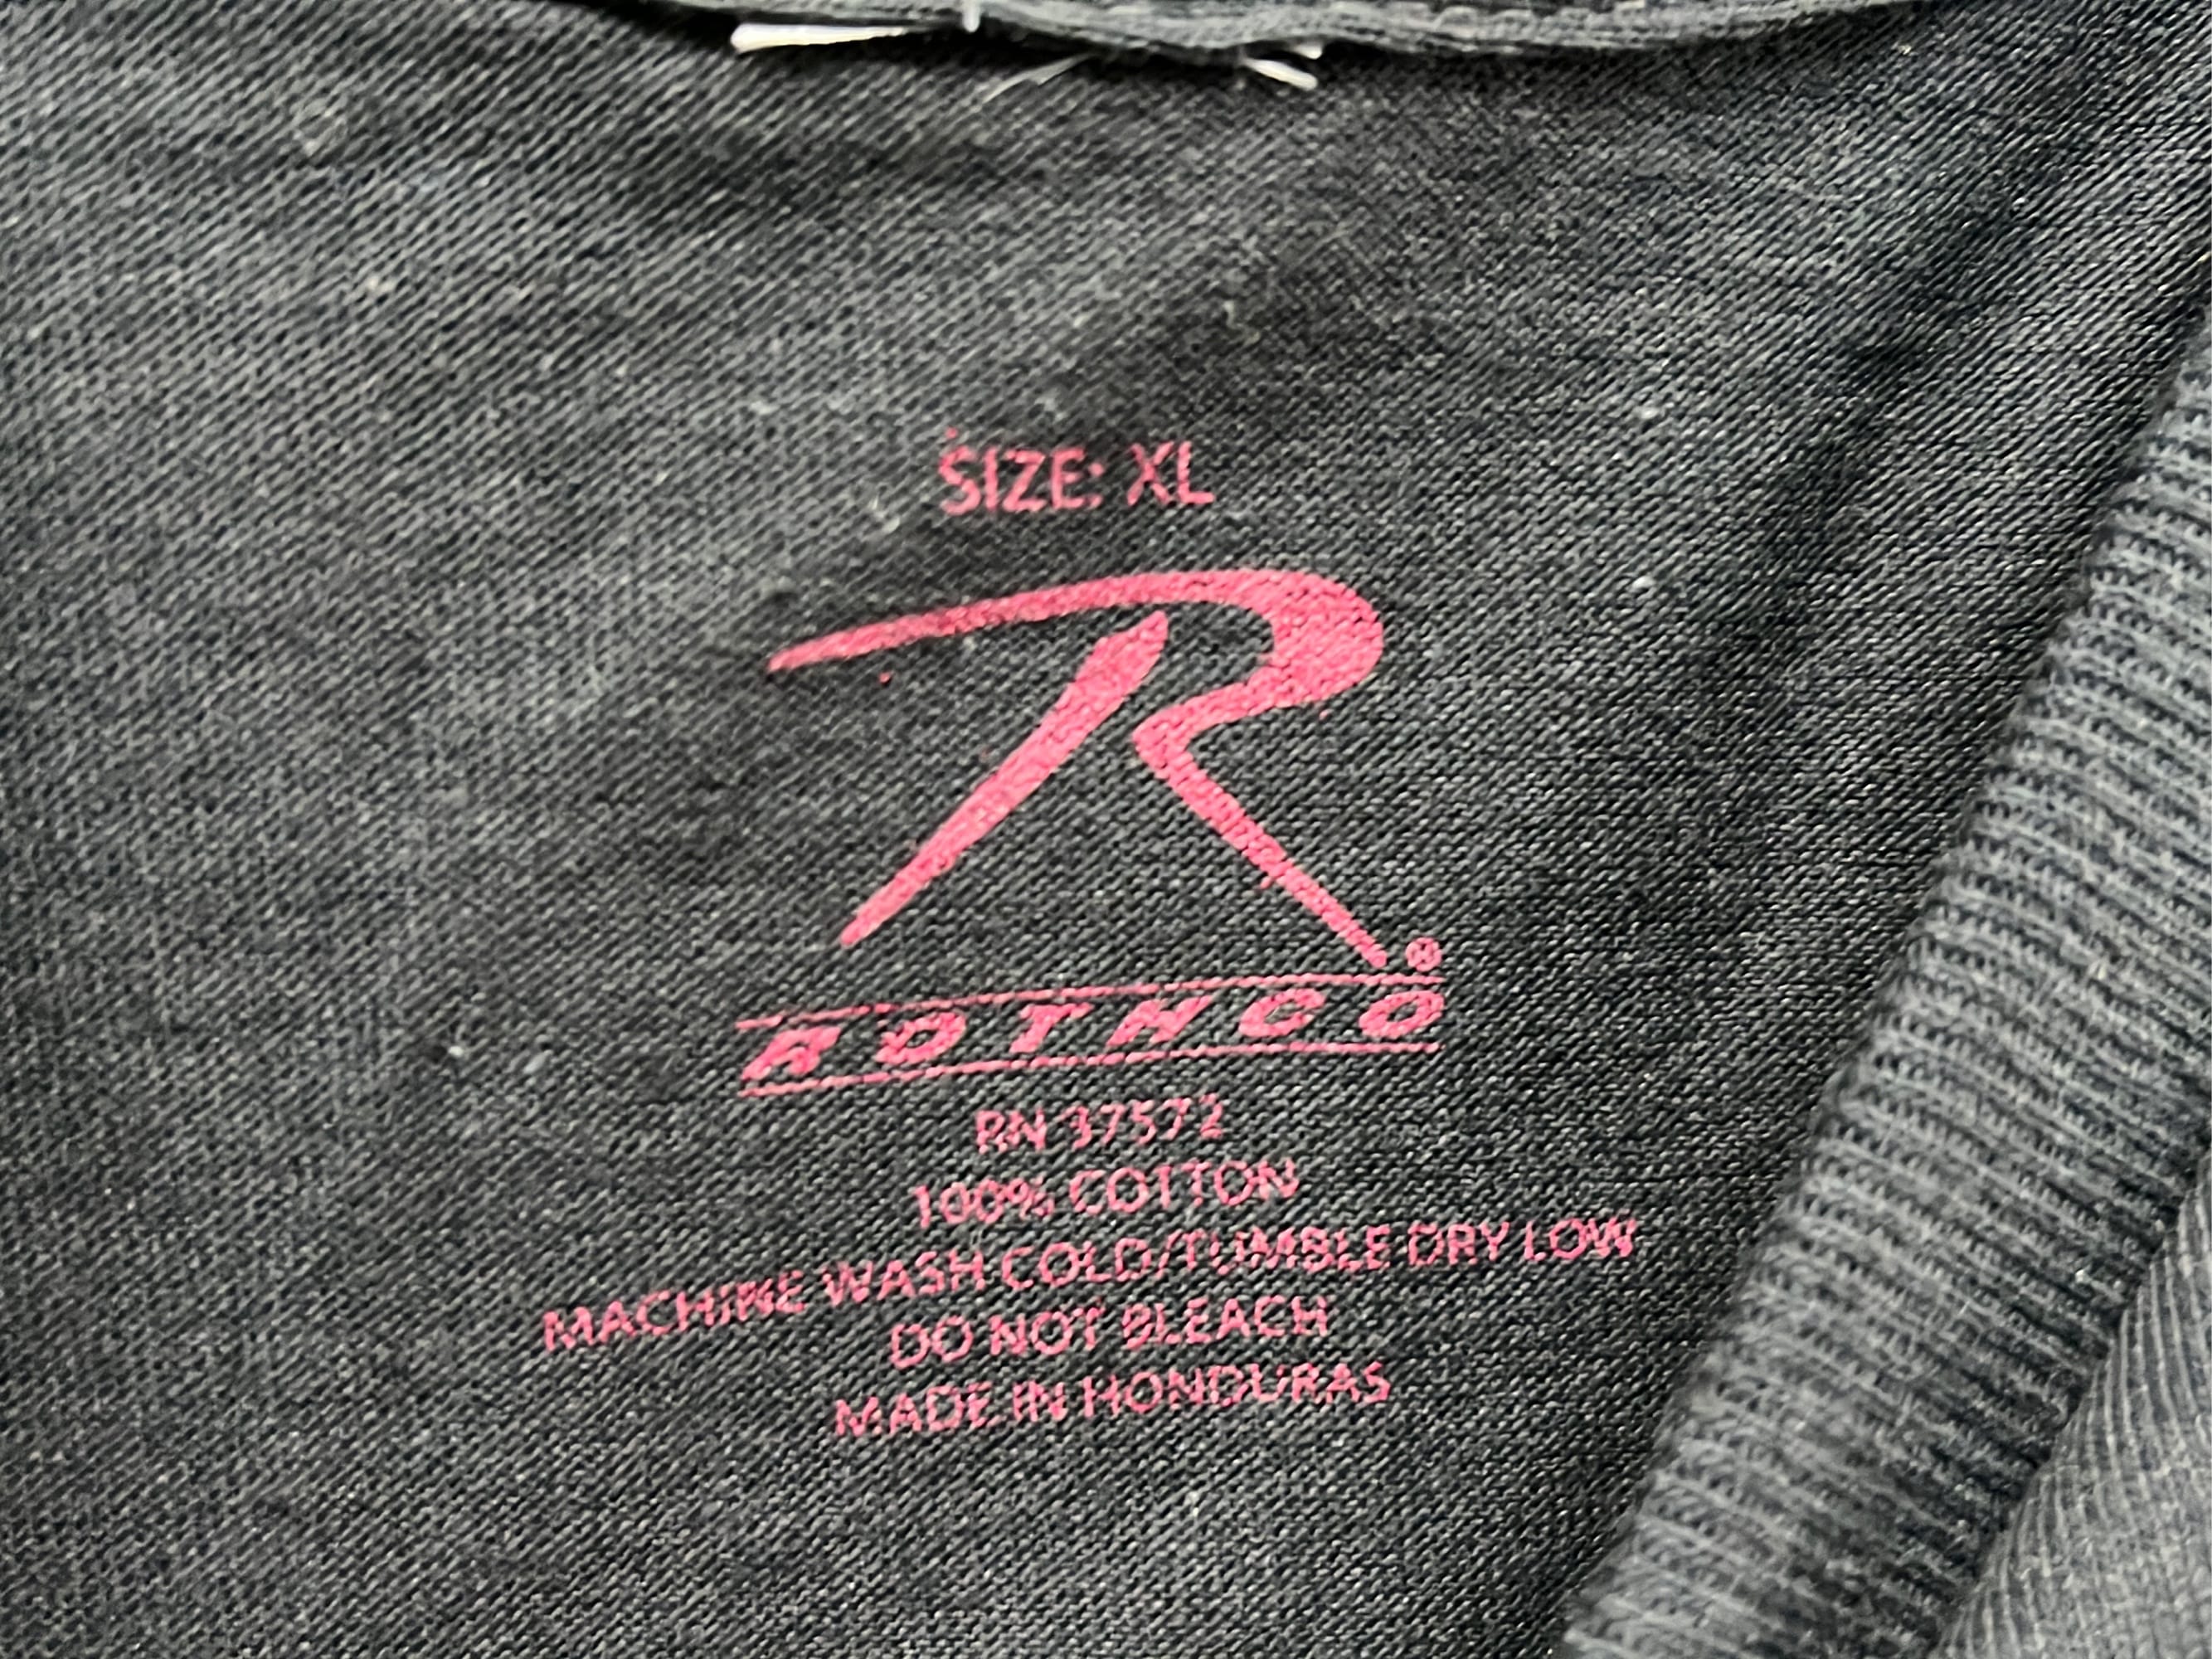 SIZE: XL
R®
ROTHCO
RN 37572
100% COTTON
MACHINE WASH COLD/TUMBLE DRY LOW
DO NOT BLEACH
MADE IN HONDURAS